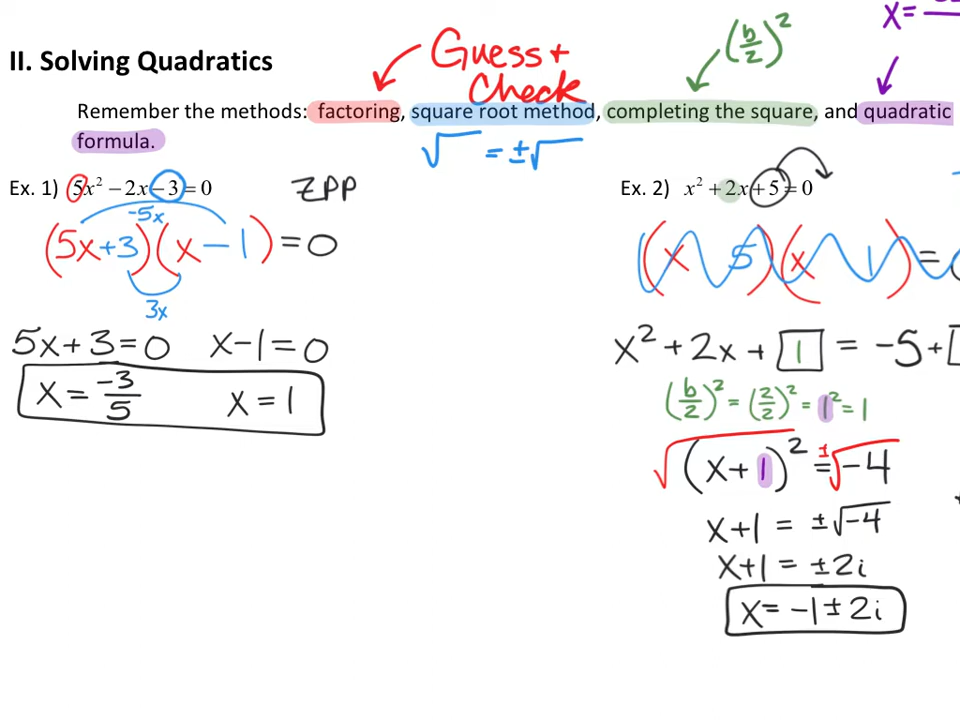 x=
(b/2)²
Guess +
Check
II. Solving Quadratics
Remember the methods: factoring, square root method, completing the square, and quadratic
formula.
√ = ±√
Ex. 1) 5x² − 2x − 3 = 0
ZPP
-5x
(5x+3)(x−1)=0
3x
5x+3=0 x−1=0
x = -3/5 x = 1
Ex. 2) x² + 2x + 5 = 0
(x 5)(x 1)=
x² + 2x + 1 = -5 +
(b/2)² = (2/2)² = 1² = 1
√(x+1)² = ±√-4
x+1 = ±√-4
x+1 = ±2i
x = -1 ± 2i